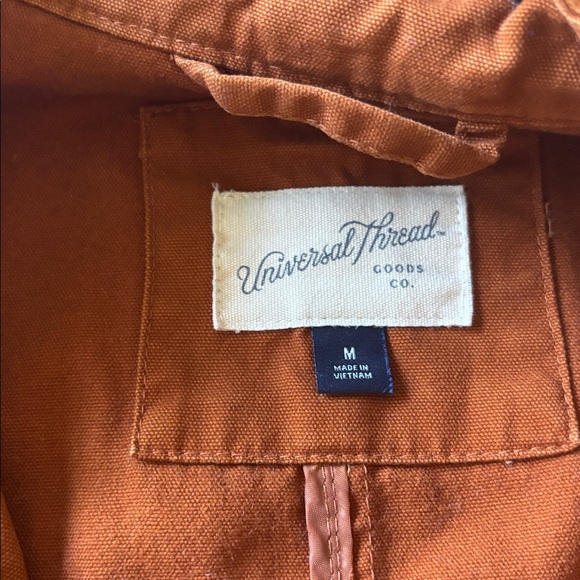 Universal Thread™
GOODS
CO.
M
MADE IN
VIETNAM